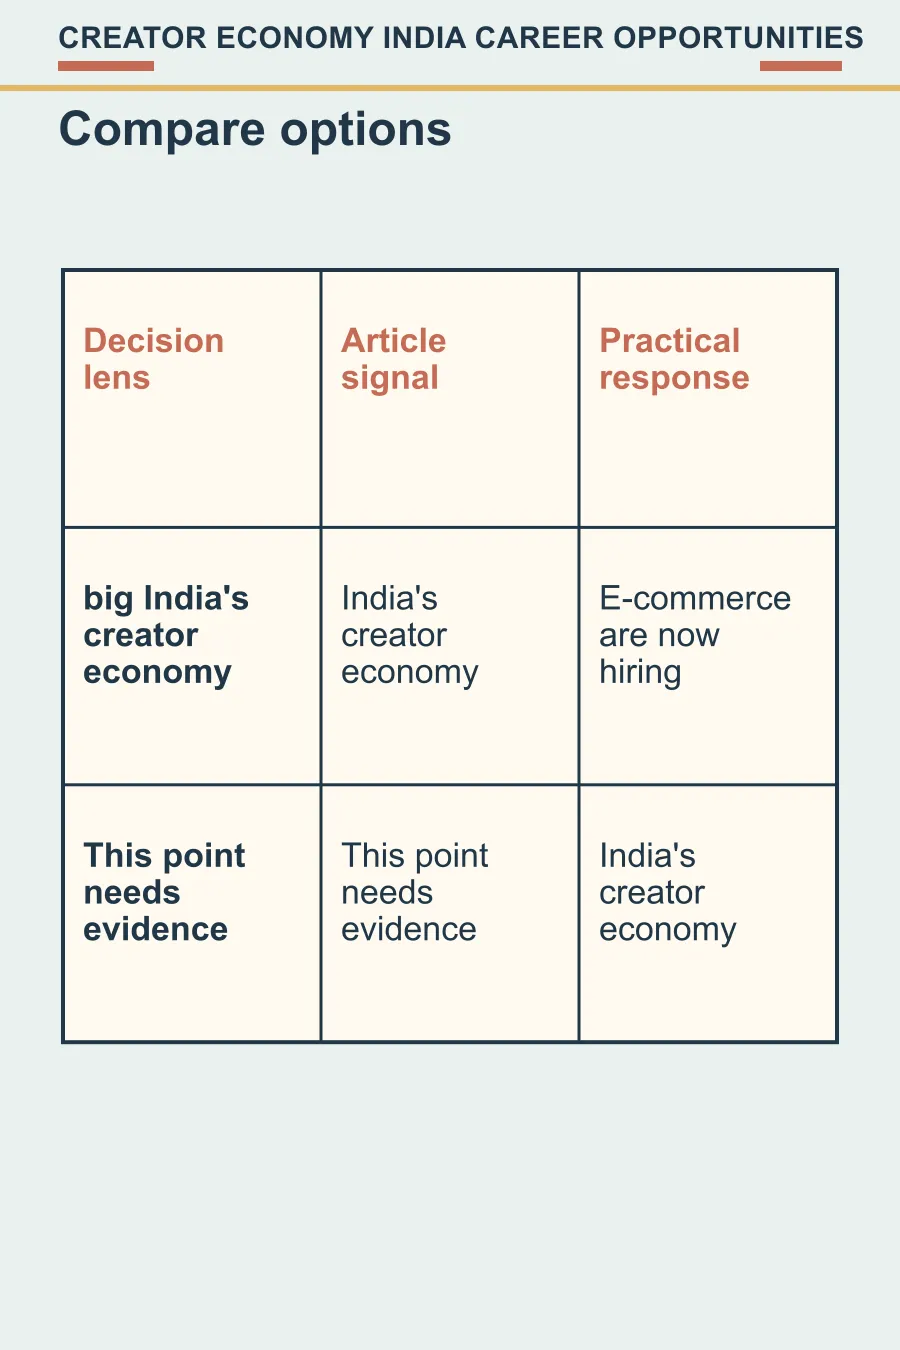 CREATOR ECONOMY INDIA CAREER OPPORTUNITIES
Compare options
Decision
lens
Article
signal
Practical
response
big India's
creator
economy
India's
creator
economy
E-commerce
are now
hiring
This point
needs
evidence
This point
needs
evidence
India's
creator
economy